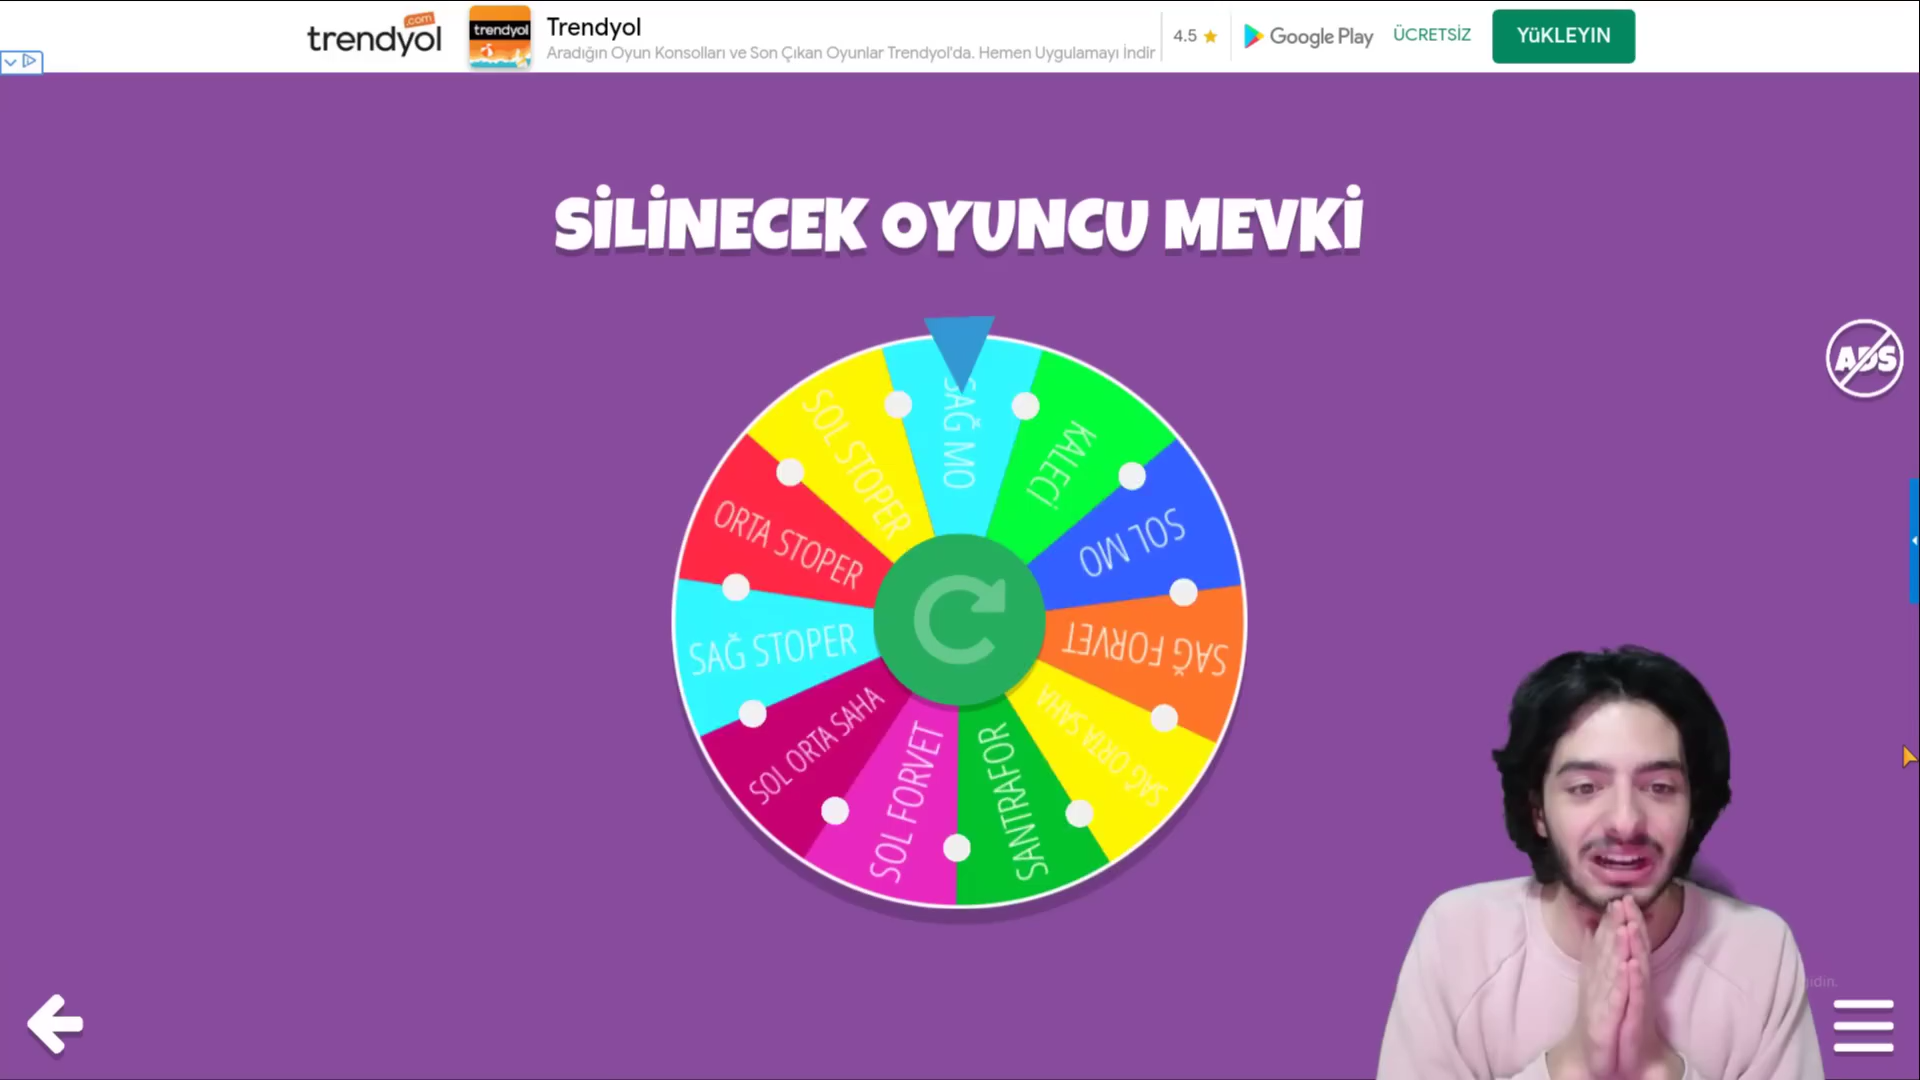 trendyol
.com
trendyol
Trendyol
Aradığın Oyun Konsolları ve Son Çıkan Oyunlar Trendyol'da. Hemen Uygulamayı İndir
4.5
Google Play
ÜCRETSİZ
YüKLEYIN
SİLİNECEK OYUNCU MEVKİ
SAĞ MO
KALECİ
SOL MO
SAĞ FORVET
SAĞ ORTA SAHA
SANTRAFOR
SOL FORVET
SOL ORTA SAHA
SAĞ STOPER
ORTA STOPER
SOL STOPER
ADS
gidin.